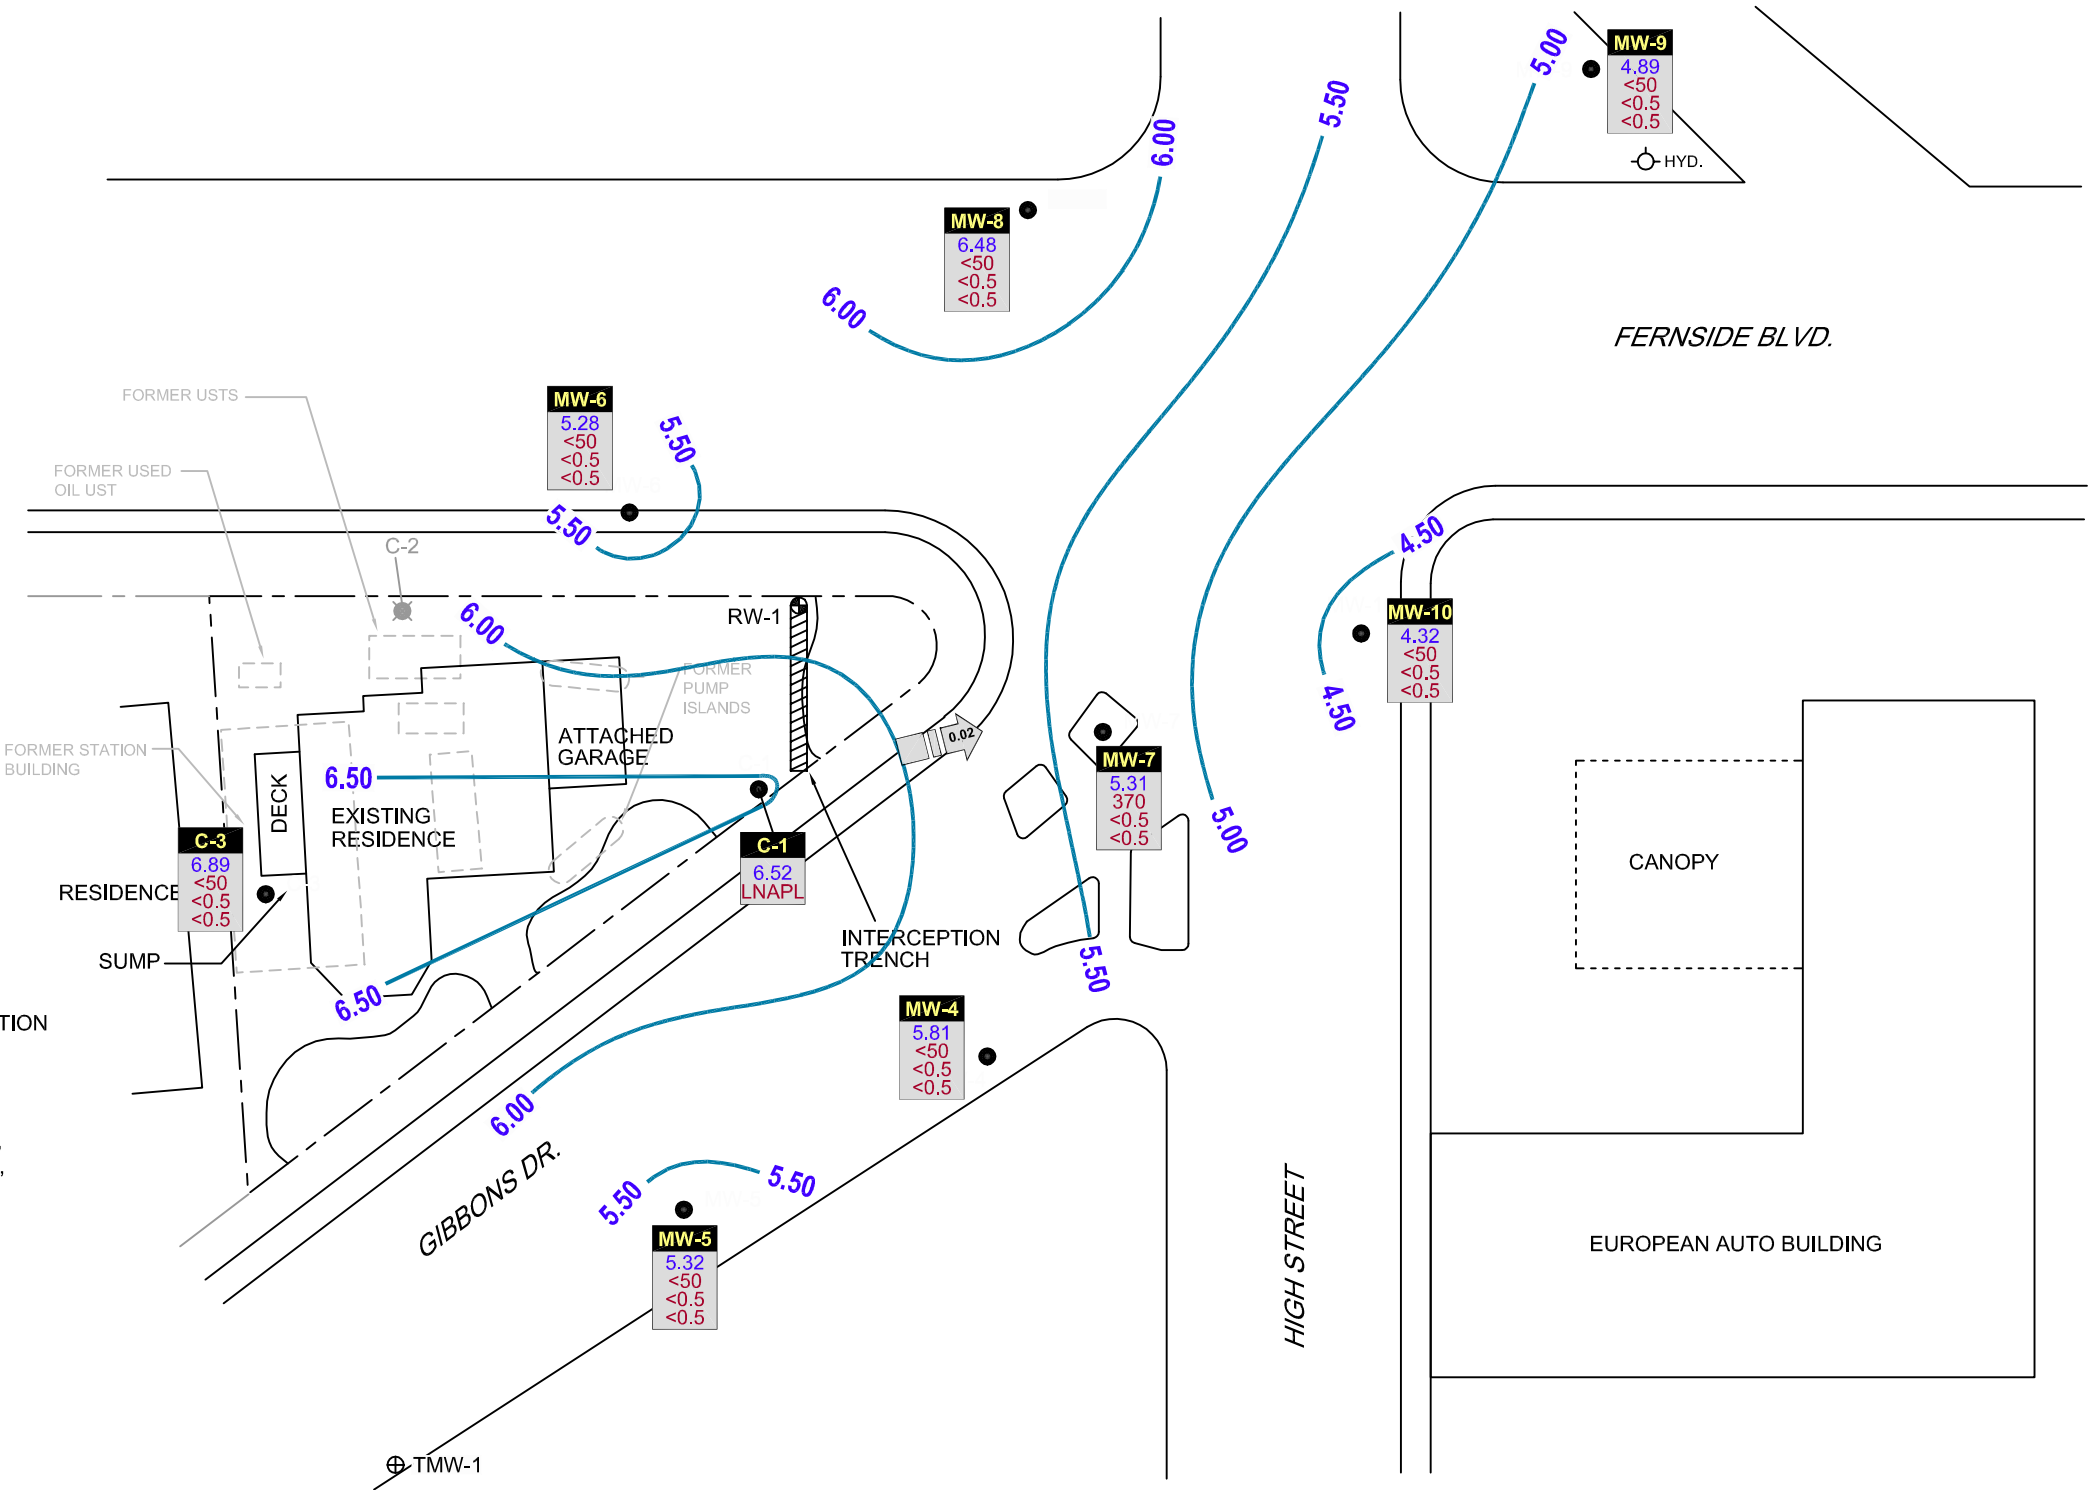 5.00
MW-9
4.89
<50
<0.5
<0.5
HYD.
5.50
6.00
MW-8
6.48
<50
<0.5
<0.5
6.00
FERNSIDE BLVD.
FORMER USTS
MW-6
5.28
<50
<0.5
<0.5
5.50
5.50
FORMER USED
OIL UST
C-2
4.50
MW-10
4.32
<50
<0.5
<0.5
4.50
6.00
RW-1
FORMER
PUMP
ISLANDS
ATTACHED
GARAGE
0.02
FORMER STATION
BUILDING
6.50
DECK
EXISTING
RESIDENCE
MW-7
5.31
370
<0.5
<0.5
5.00
C-3
6.89
<50
<0.5
<0.5
RESIDENCE
C-1
6.52
LNAPL
CANOPY
SUMP
INTERCEPTION
TRENCH
5.50
6.50
TION
MW-4
5.81
<50
<0.5
<0.5
6.00
GIBBONS DR.
5.50
5.50
MW-5
5.32
<50
<0.5
<0.5
HIGH STREET
EUROPEAN AUTO BUILDING
TMW-1